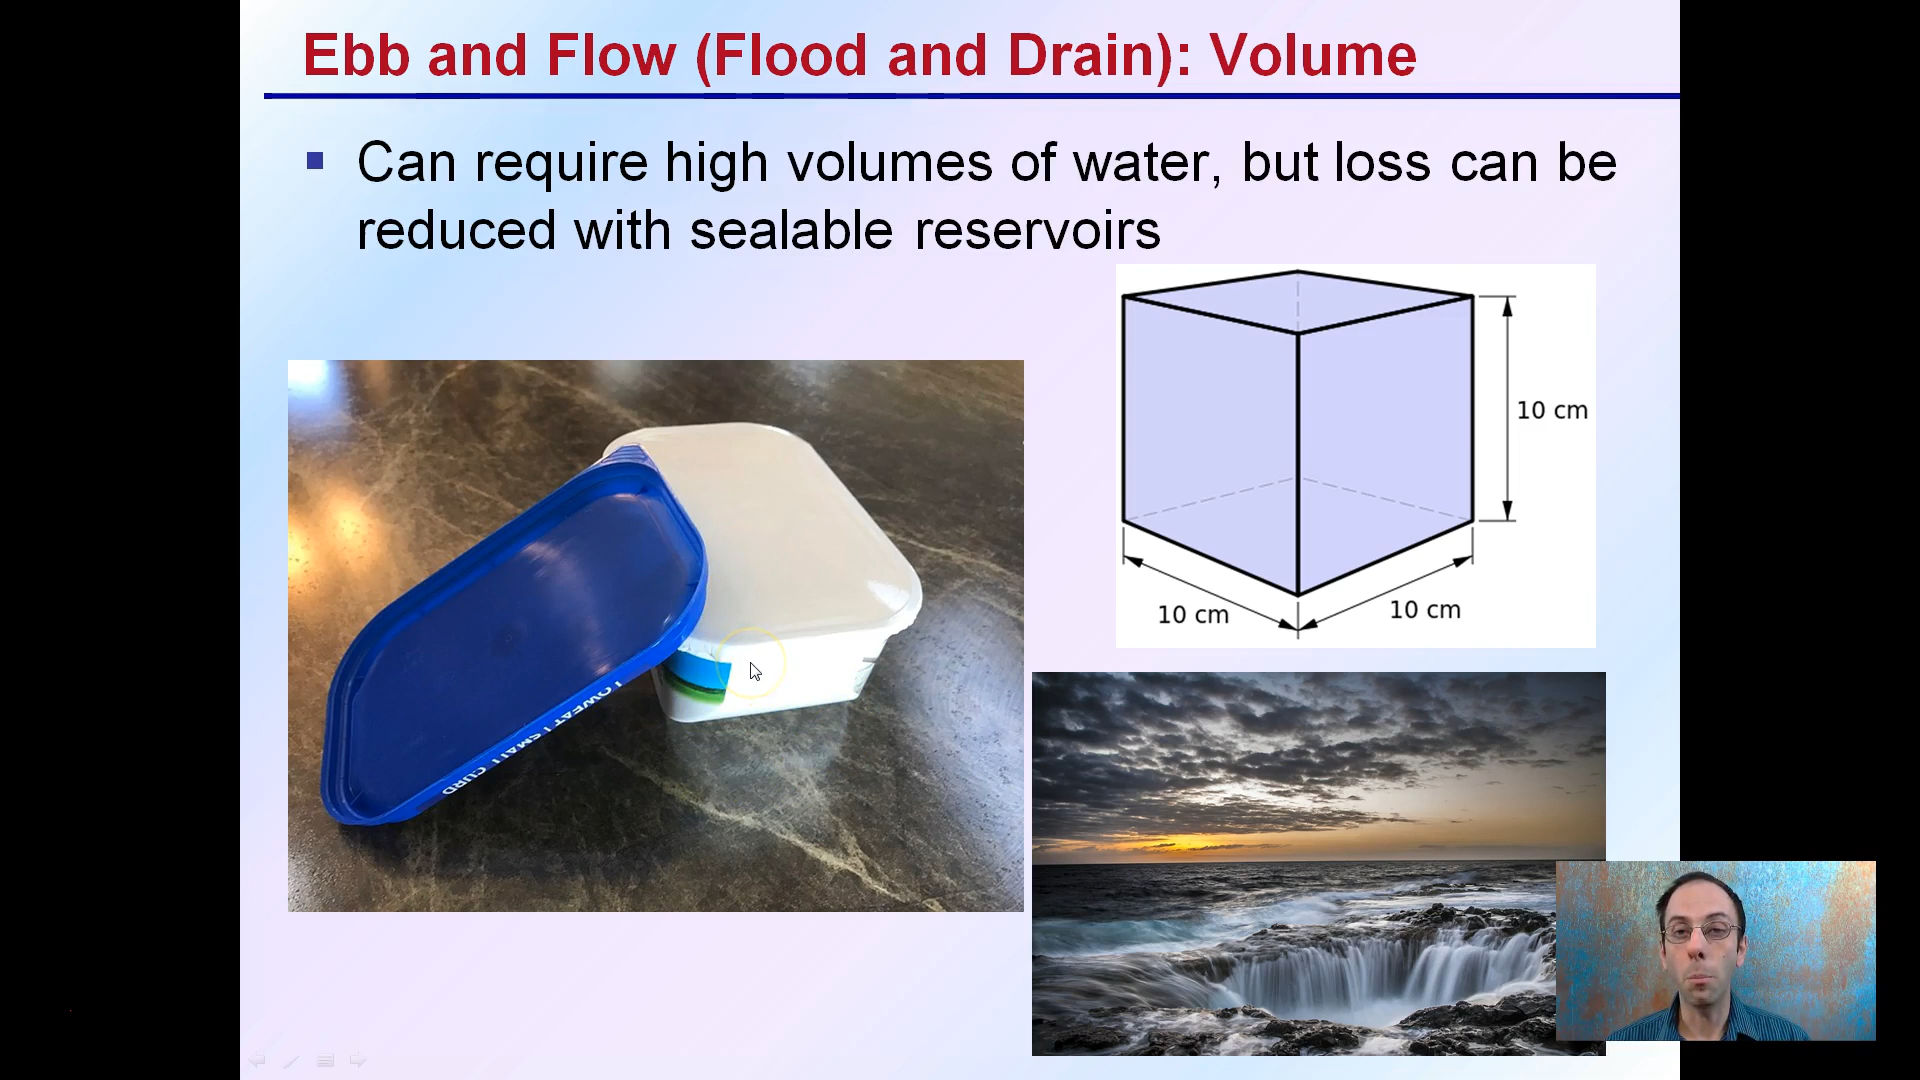 Ebb and Flow (Flood and Drain): Volume
Can require high volumes of water, but loss can be
reduced with sealable reservoirs
10 cm
10 cm
10 cm
LOWFAT 1 SMALL CURD